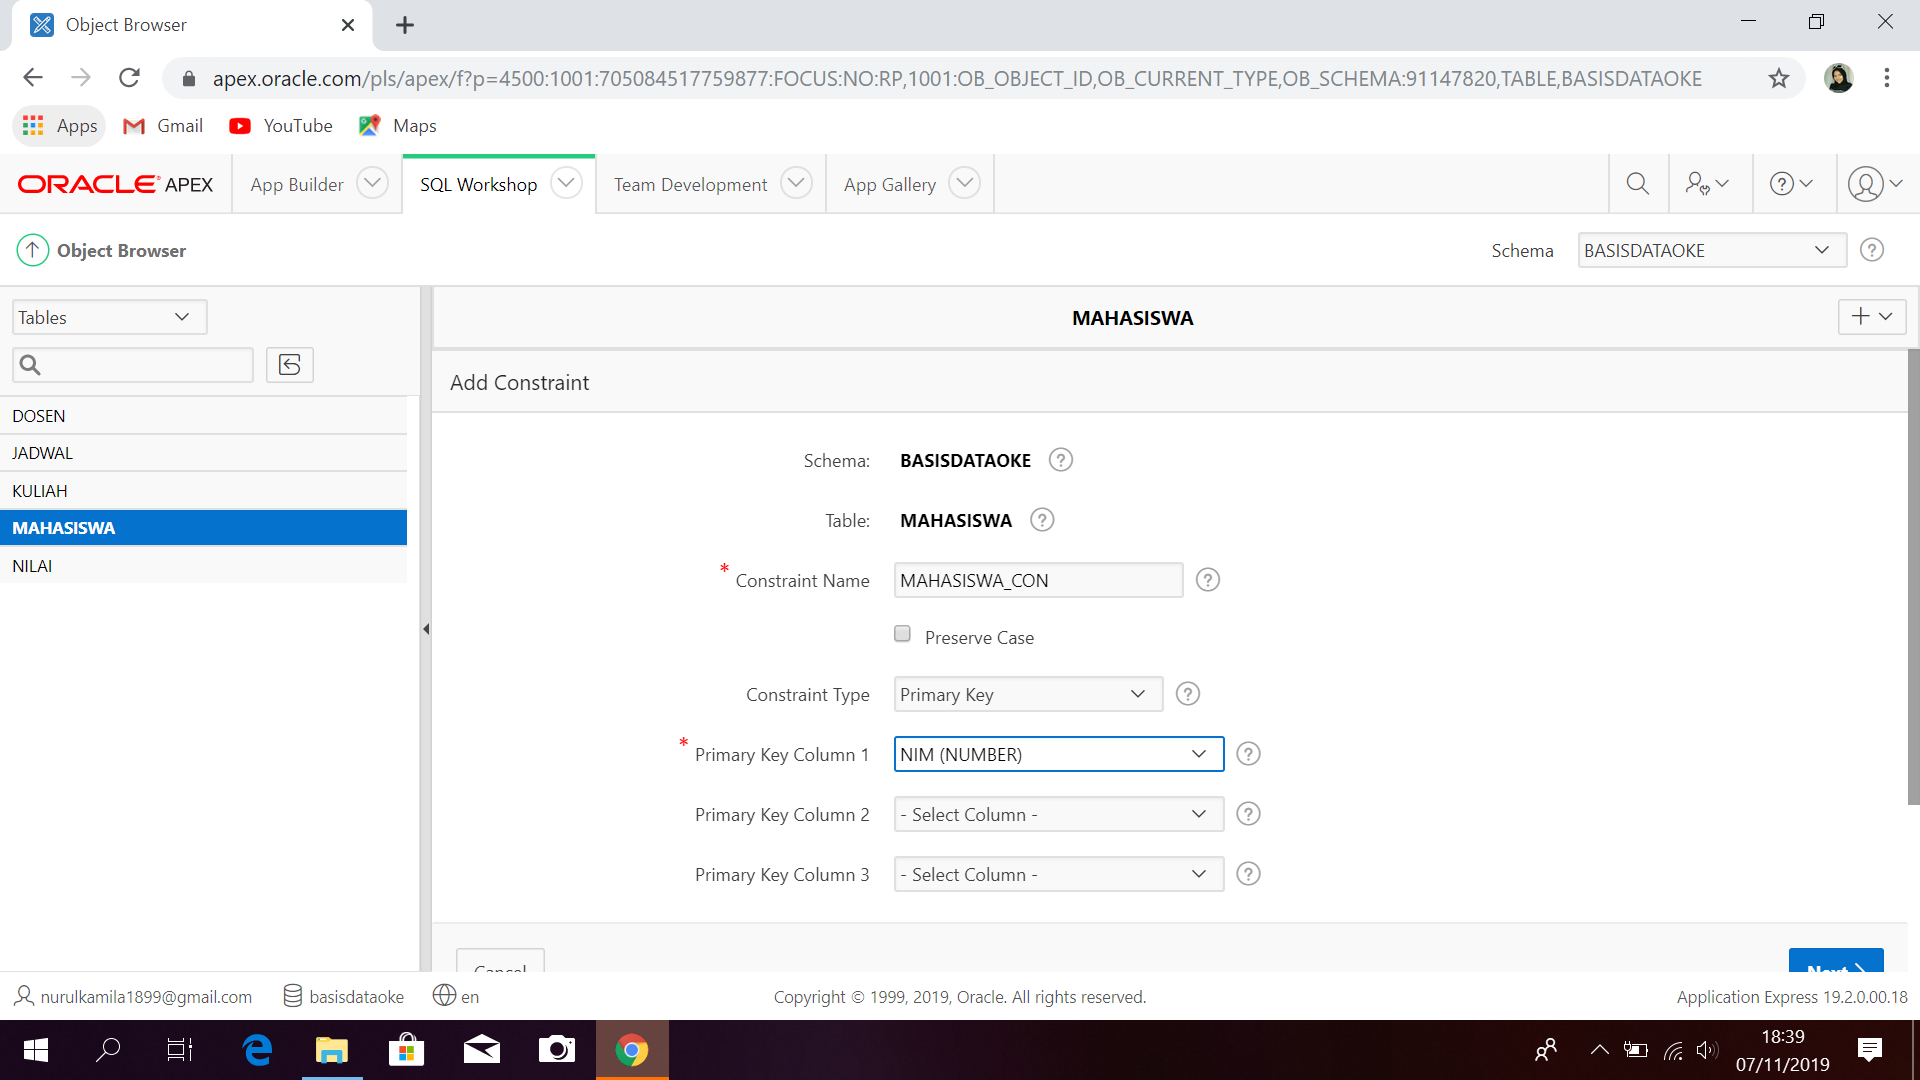 Object Browser
apex.oracle.com/pls/apex/f?p=4500:1001:705084517759877:FOCUS:NO:RP,1001:OB_OBJECT_ID,OB_CURRENT_TYPE,OB_SCHEMA:91147820,TABLE,BASISDATAOKE
Apps Gmail YouTube Maps
ORACLE APEX App Builder SQL Workshop Team Development App Gallery
Object Browser Schema BASISDATAOKE
Tables
MAHASISWA
Add Constraint
DOSEN
JADWAL
KULIAH
MAHASISWA
NILAI
Schema: BASISDATAOKE
Table: MAHASISWA
* Constraint Name MAHASISWA_CON
Preserve Case
Constraint Type Primary Key
* Primary Key Column 1 NIM (NUMBER)
Primary Key Column 2 - Select Column -
Primary Key Column 3 - Select Column -
Cancel Next
nurulkamila1899@gmail.com basisdataoke en Copyright © 1999, 2019, Oracle. All rights reserved. Application Express 19.2.0.00.18
18:39
07/11/2019